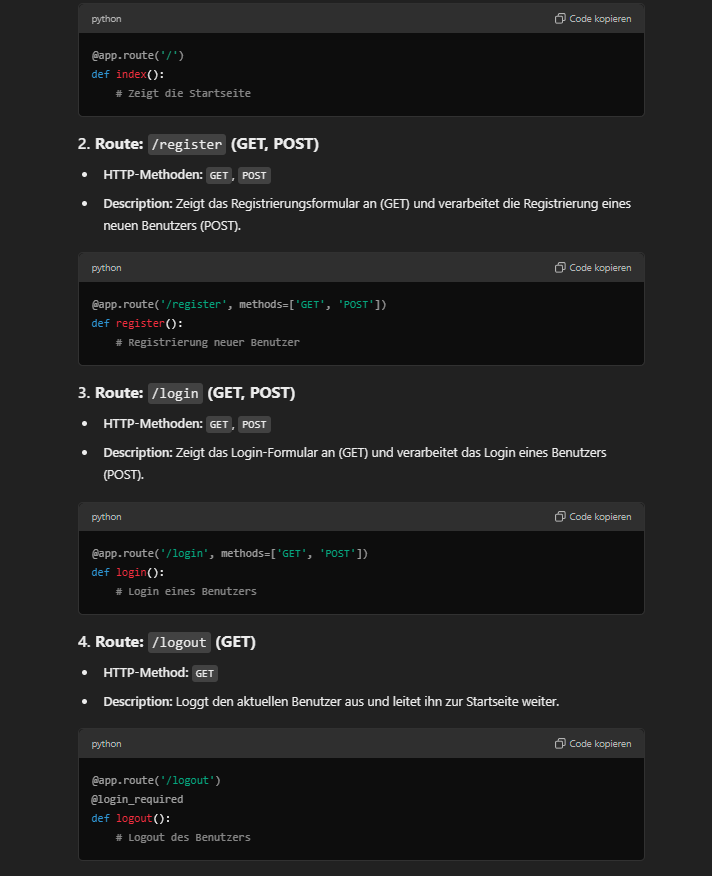 python Code kopieren
@app.route('/')
def index():
# Zeigt die Startseite
2. Route: /register (GET, POST)
• HTTP-Methoden: GET, POST
• Description: Zeigt das Registrierungsformular an (GET) und verarbeitet die Registrierung eines
neuen Benutzers (POST).
python Code kopieren
@app.route('/register', methods=['GET', 'POST'])
def register():
# Registrierung neuer Benutzer
3. Route: /login (GET, POST)
• HTTP-Methoden: GET, POST
• Description: Zeigt das Login-Formular an (GET) und verarbeitet das Login eines Benutzers
(POST).
python Code kopieren
@app.route('/login', methods=['GET', 'POST'])
def login():
# Login eines Benutzers
4. Route: /logout (GET)
• HTTP-Method: GET
• Description: Loggt den aktuellen Benutzer aus und leitet ihn zur Startseite weiter.
python Code kopieren
@app.route('/logout')
@login_required
def logout():
# Logout des Benutzers